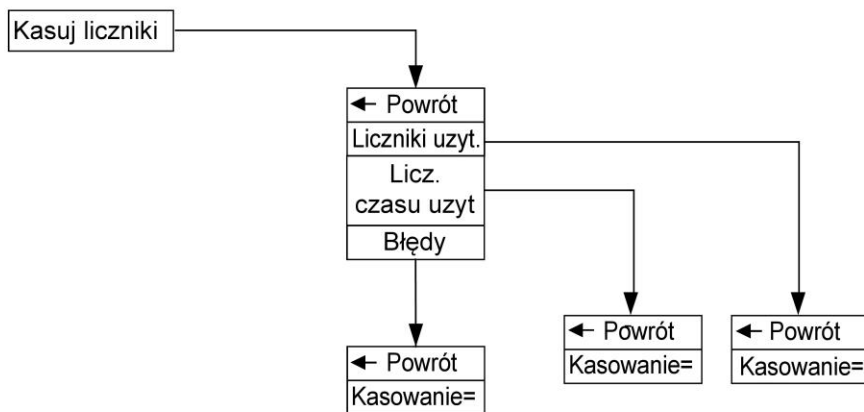 Kasuj liczniki
← Powrót
Liczniki uzyt.
Licz.
czasu uzyt
Błędy
← Powrót
Kasowanie=
← Powrót
Kasowanie=
← Powrót
Kasowanie=